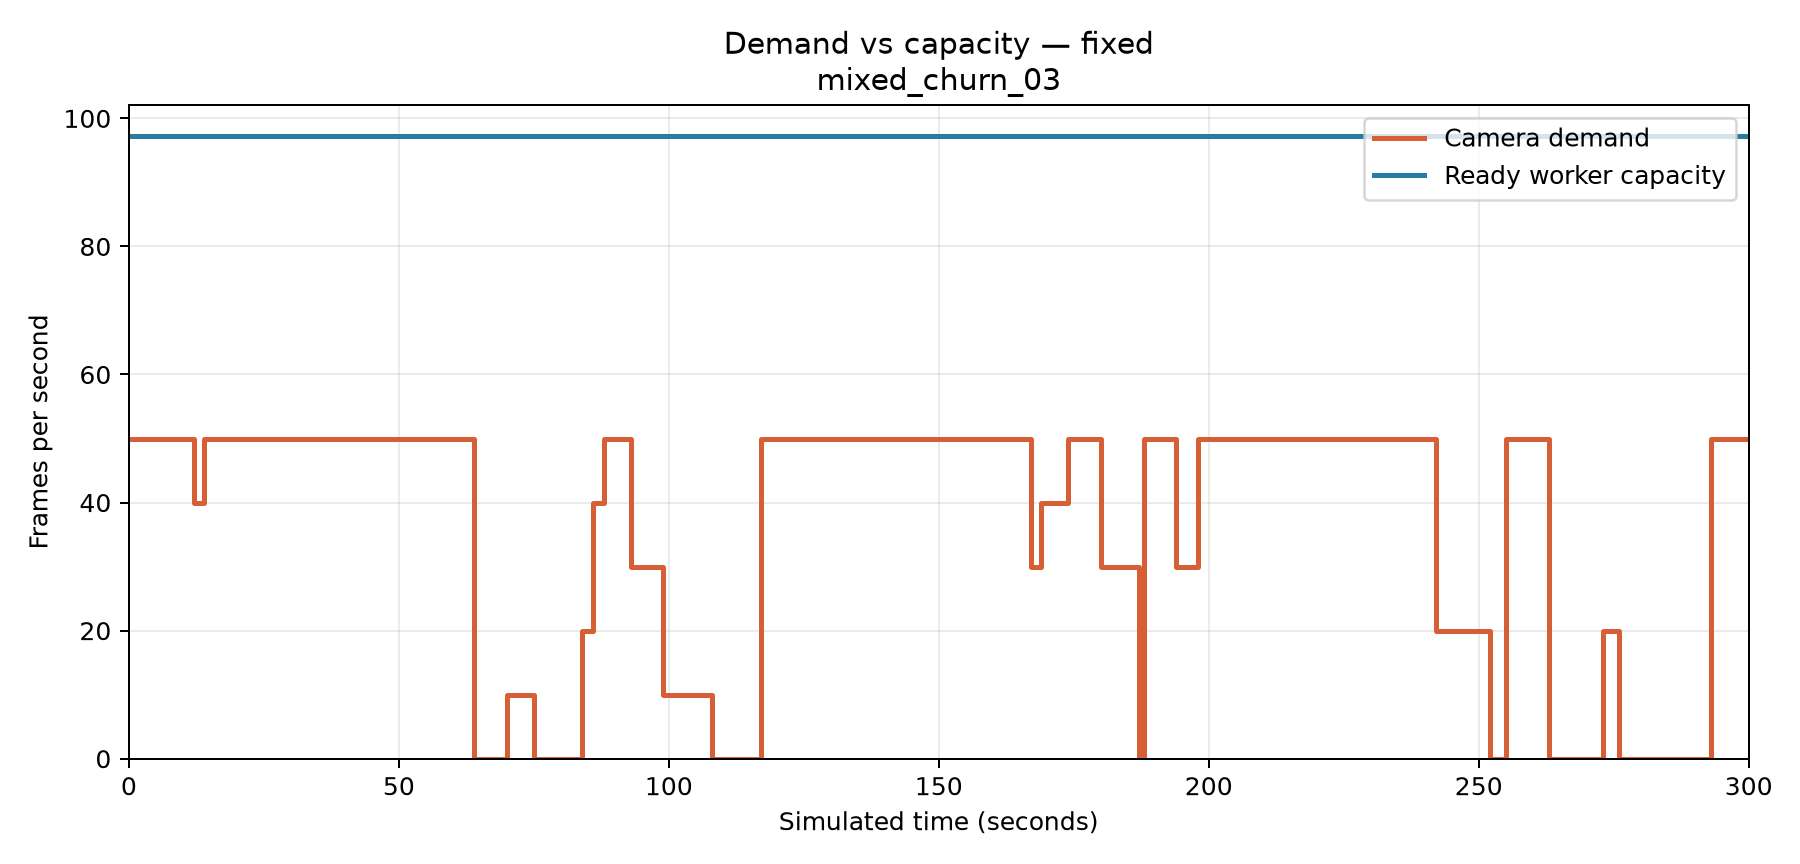 Demand vs capacity — fixed
mixed_churn_03
100
80
60
40
20
0
Frames per second
Camera demand
Ready worker capacity
0 50 100 150 200 250 300
Simulated time (seconds)